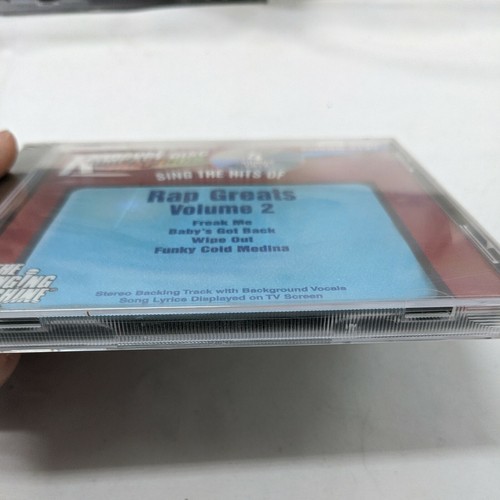 SING THE HITS OF
Rap Greats
Volume 2
Freak Me
Baby's Got Back
Wipe Out
Funky Cold Medina
Stereo Backing Track with Background Vocals
Song Lyrics Displayed on TV Screen